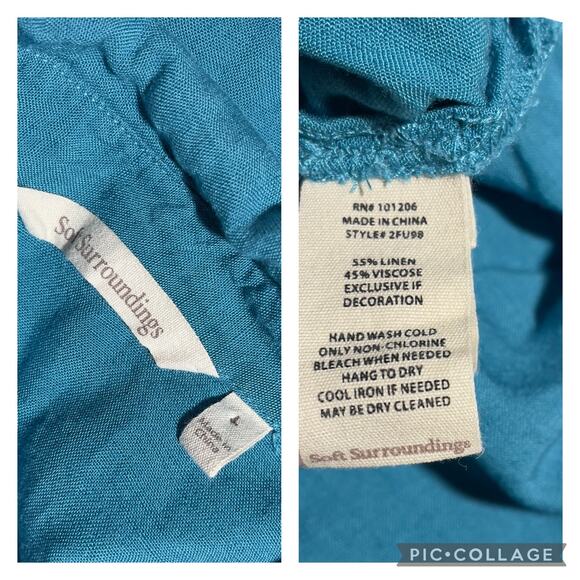 Soft Surroundings
Made in
China
RN# 101206
MADE IN CHINA
STYLE# 2FU98
55% LINEN
45% VISCOSE
EXCLUSIVE IF
DECORATION
HAND WASH COLD
ONLY NON-CHLORINE
BLEACH WHEN NEEDED
HANG TO DRY
COOL IRON IF NEEDED
MAY BE DRY CLEANED
Soft Surroundings
PIC•COLLAGE